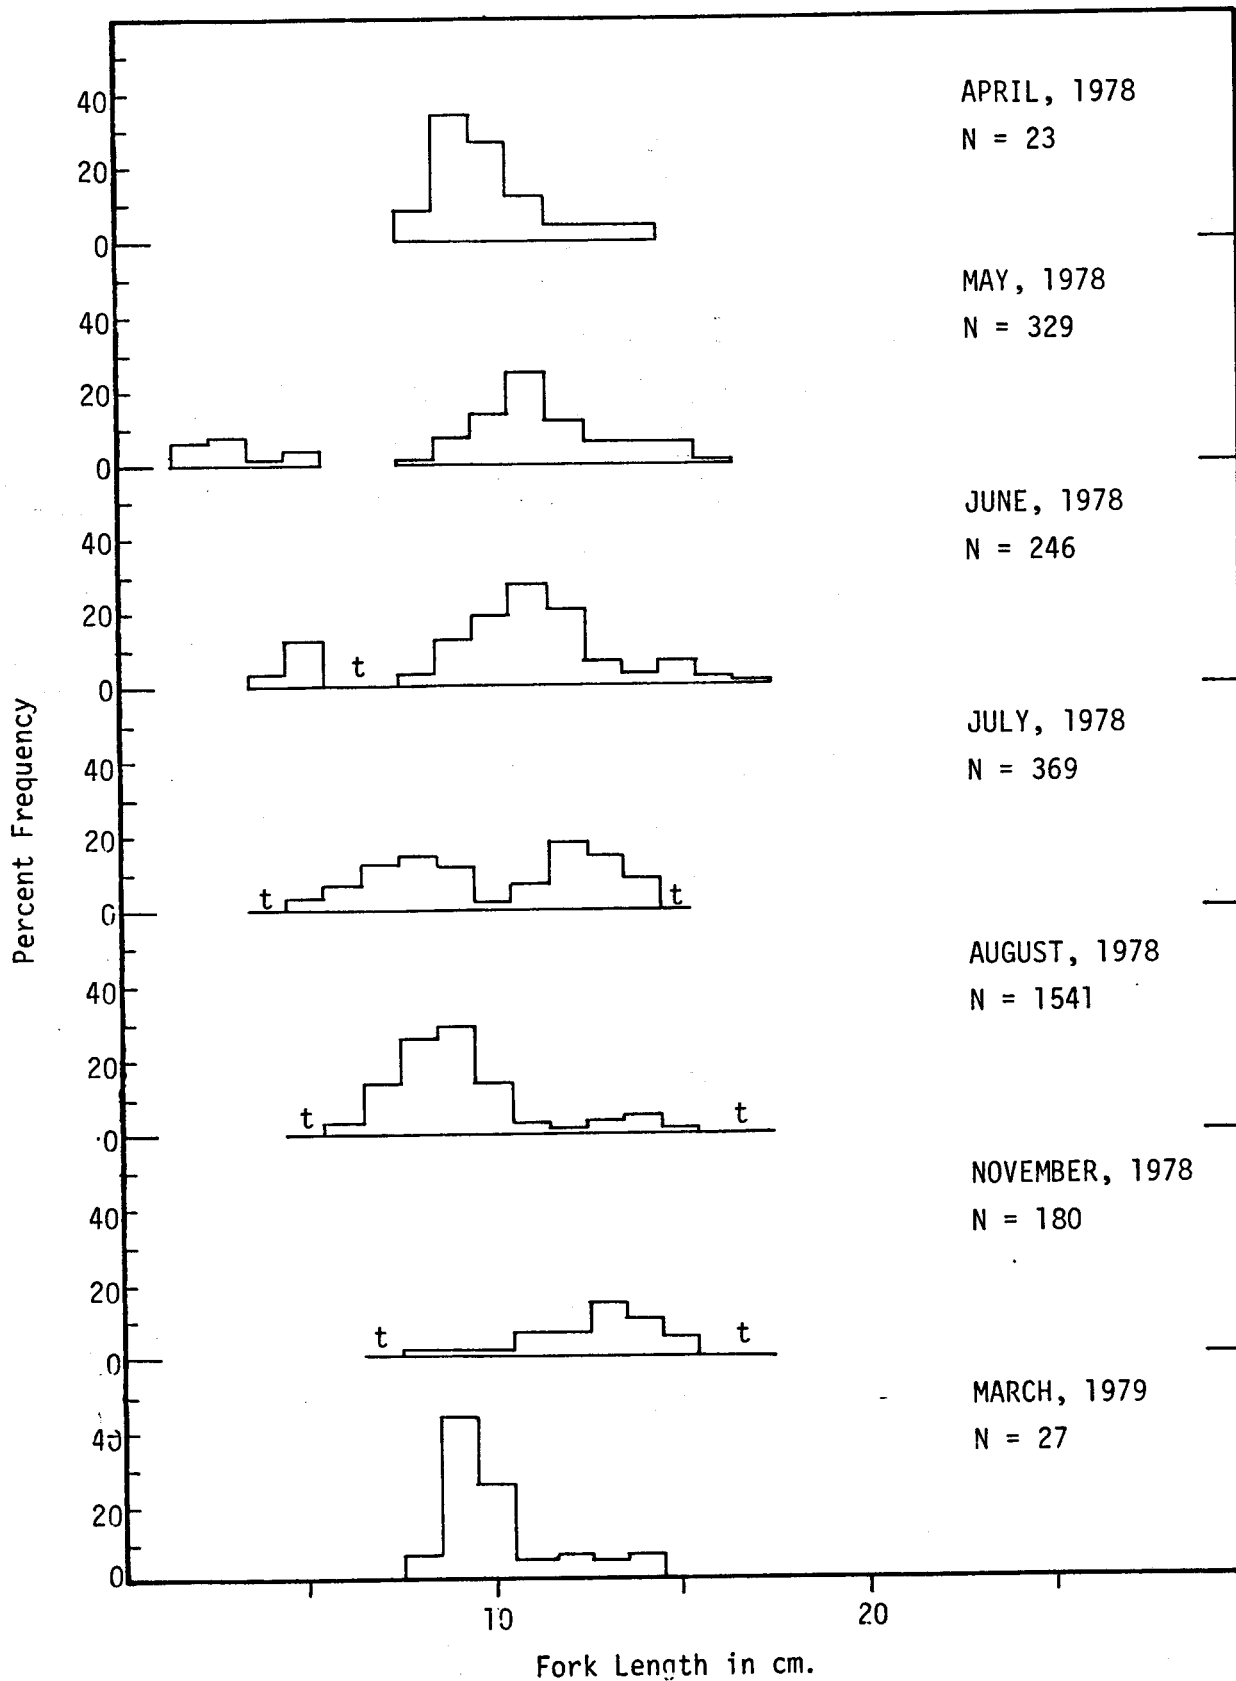 APRIL, 1978
N = 23
40
20
0
MAY, 1978
N = 329
40
20
0
JUNE, 1978
N = 246
40
20
t
0
JULY, 1978
N = 369
40
20
t
t
0
AUGUST, 1978
N = 1541
40
20
t
t
0
NOVEMBER, 1978
N = 180
40
20
t
t
0
MARCH, 1979
N = 27
40
20
0
Percent Frequency
10
20
Fork Length in cm.